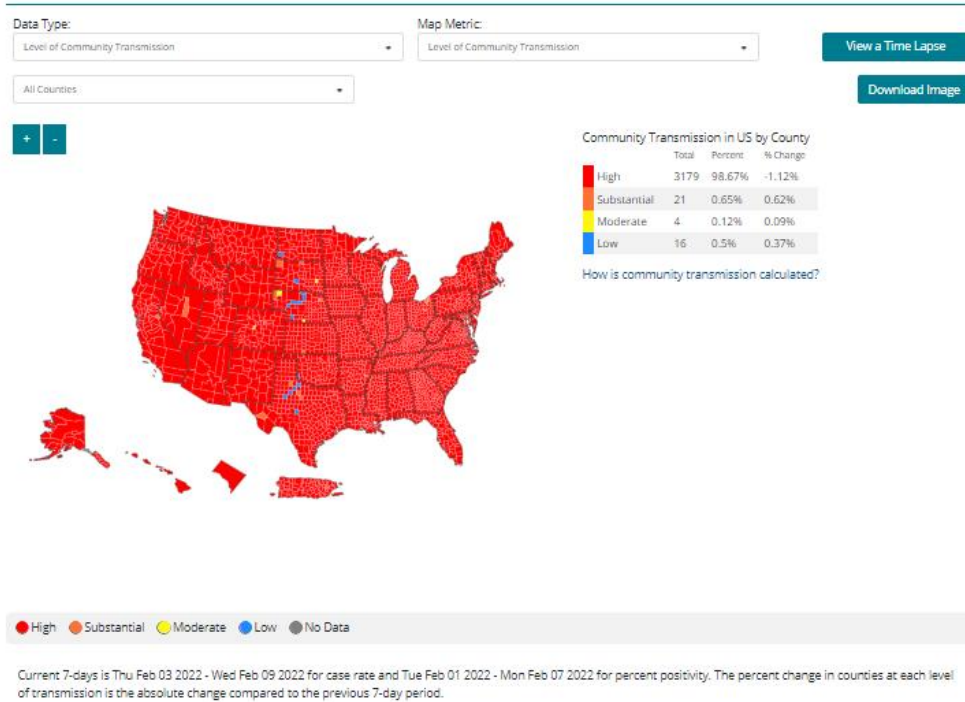 Data Type:
Map Metric:
Level of Community Transmission
Level of Community Transmission
View a Time Lapse
All Counties
Download Image
+ -
Community Transmission in US by County
Total Percent % Change
High 3179 98.67% -1.12%
Substantial 21 0.65% 0.62%
Moderate 4 0.12% 0.09%
Low 16 0.5% 0.37%
How is community transmission calculated?
High Substantial Moderate Low No Data
Current 7-days is Thu Feb 03 2022 - Wed Feb 09 2022 for case rate and Tue Feb 01 2022 - Mon Feb 07 2022 for percent positivity. The percent change in counties at each level
of transmission is the absolute change compared to the previous 7-day period.